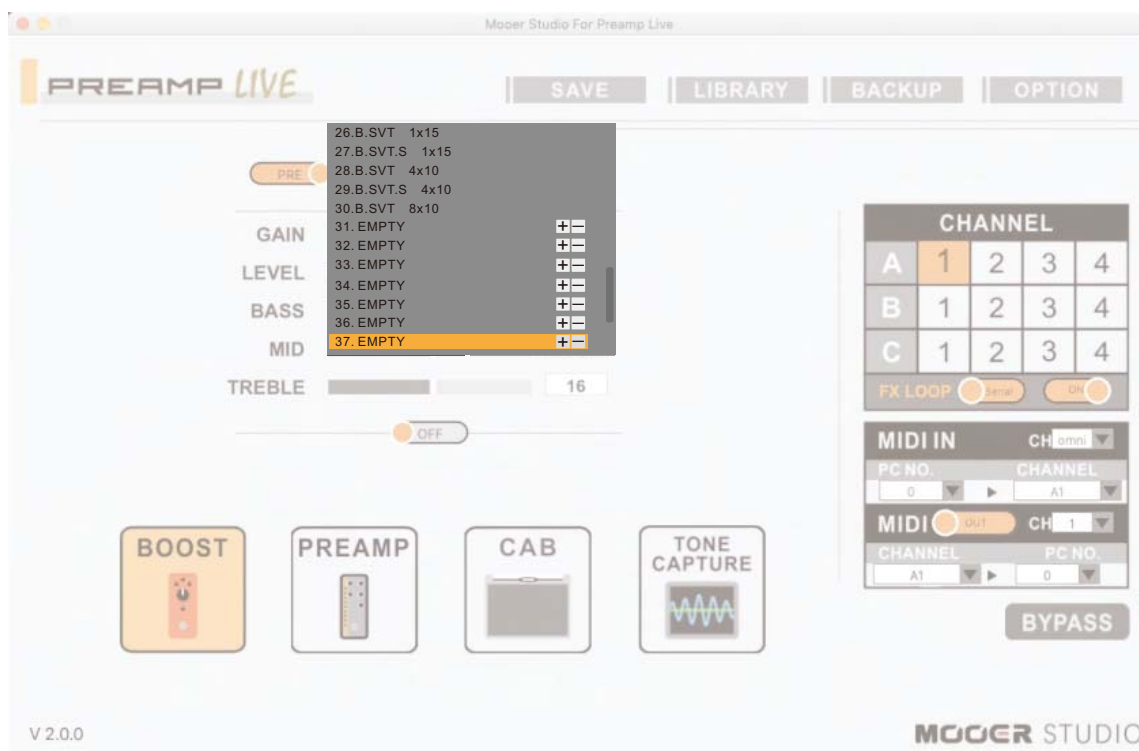 Mooer Studio For Preamp Live
PREAMP LIVE
SAVE LIBRARY BACKUP OPTION
26.B.SVT 1x15
27.B.SVT.S 1x15
28.B.SVT 4x10
29.B.SVT.S 4x10
30.B.SVT 8x10
31. EMPTY + −
32. EMPTY + −
33. EMPTY + −
34. EMPTY + −
35. EMPTY + −
36. EMPTY + −
37. EMPTY + −
PRE
GAIN
LEVEL
BASS
MID
TREBLE 16
OFF
CHANNEL
A 1 2 3 4
B 1 2 3 4
C 1 2 3 4
FX LOOP Serial ON
MIDI IN CH omni
PC NO. CHANNEL
0 A1
MIDI OUT CH 1
CHANNEL PC NO.
A1 0
BYPASS
BOOST
PREAMP
CAB
TONE
CAPTURE
V 2.0.0
MOOER STUDIO